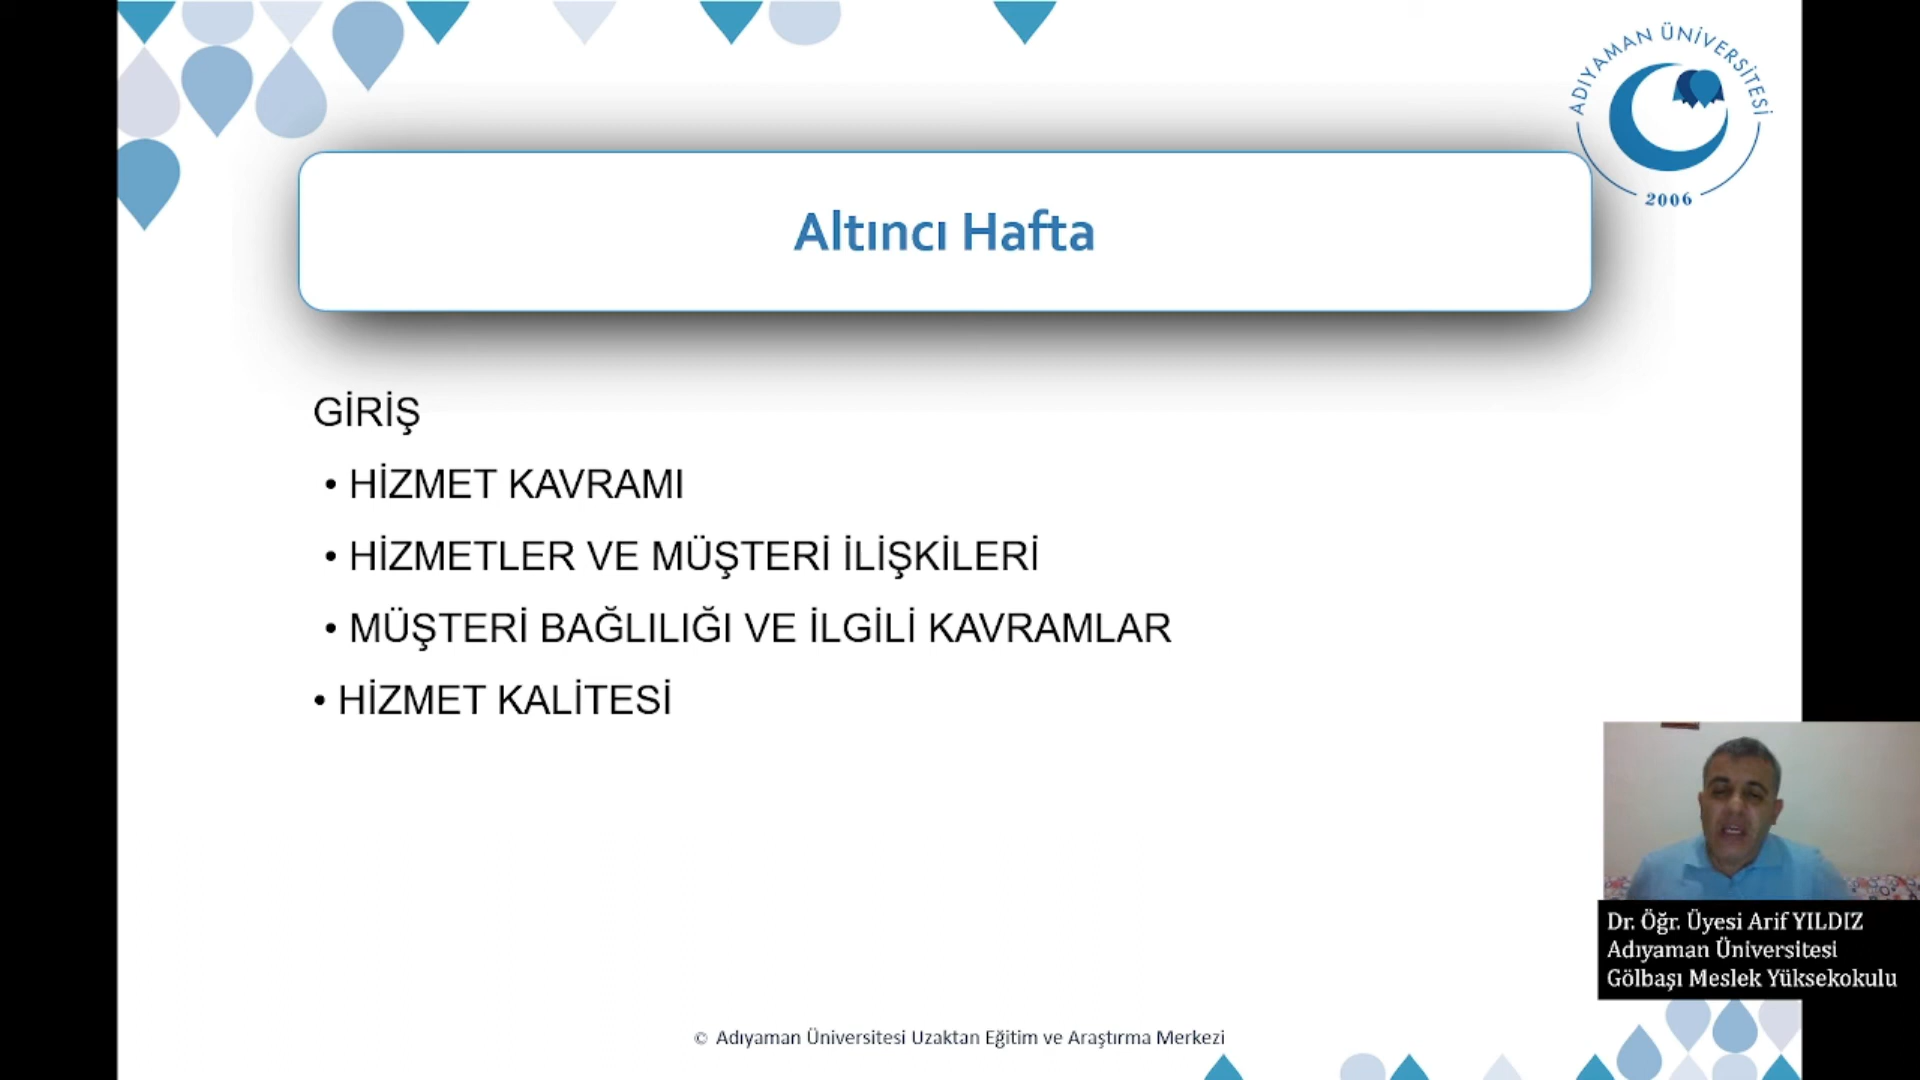 ADIYAMAN ÜNİVERSİTESİ
2006
Altıncı Hafta
GİRİŞ
• HİZMET KAVRAMI
• HİZMETLER VE MÜŞTERİ İLİŞKİLERİ
• MÜŞTERİ BAĞLILIĞI VE İLGİLİ KAVRAMLAR
• HİZMET KALİTESİ
Dr. Öğr. Üyesi Arif YILDIZ
Adıyaman Üniversitesi
Gölbaşı Meslek Yüksekokulu
© Adıyaman Üniversitesi Uzaktan Eğitim ve Araştırma Merkezi